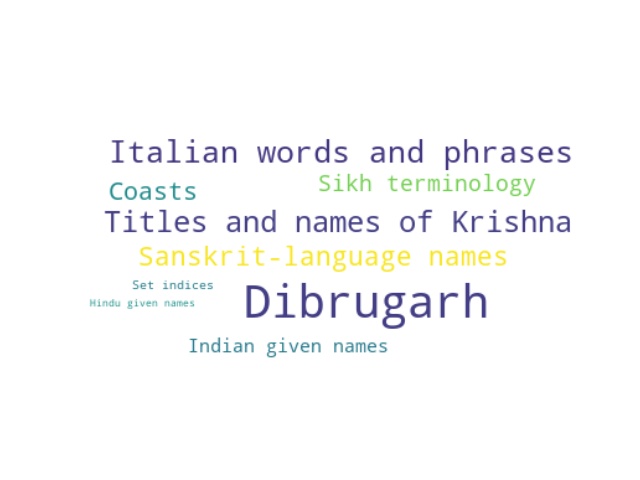 Italian words and phrases
Coasts
Sikh terminology
Titles and names of Krishna
Sanskrit-language names
Set indices
Hindu given names
Dibrugarh
Indian given names